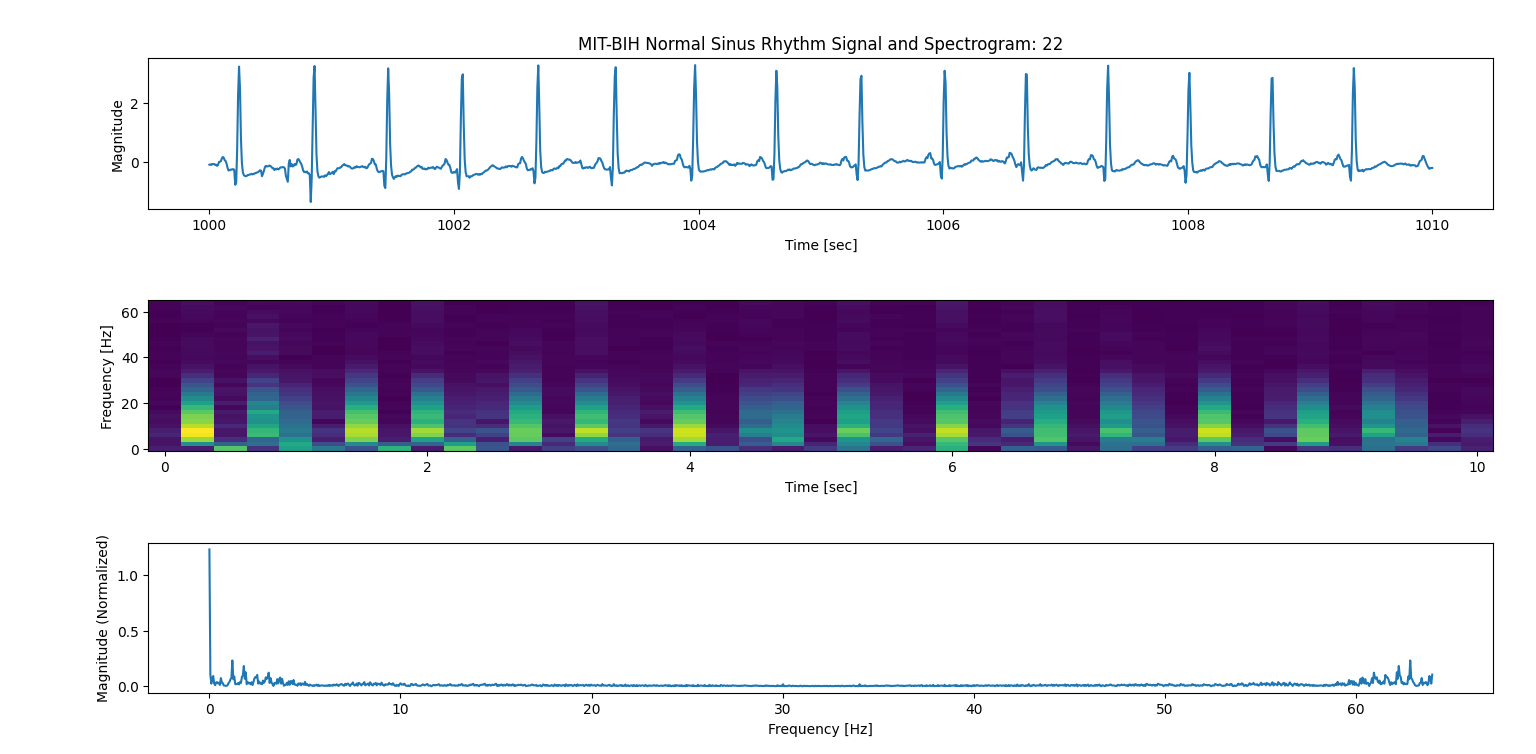 MIT-BIH Normal Sinus Rhythm Signal and Spectrogram: 22
Magnitude
2
0
1000 1002 1004 1006 1008 1010
Time [sec]
Frequency [Hz]
60
40
20
0
0 2 4 6 8 10
Time [sec]
Magnitude (Normalized)
1.0
0.5
0.0
0 10 20 30 40 50 60
Frequency [Hz]